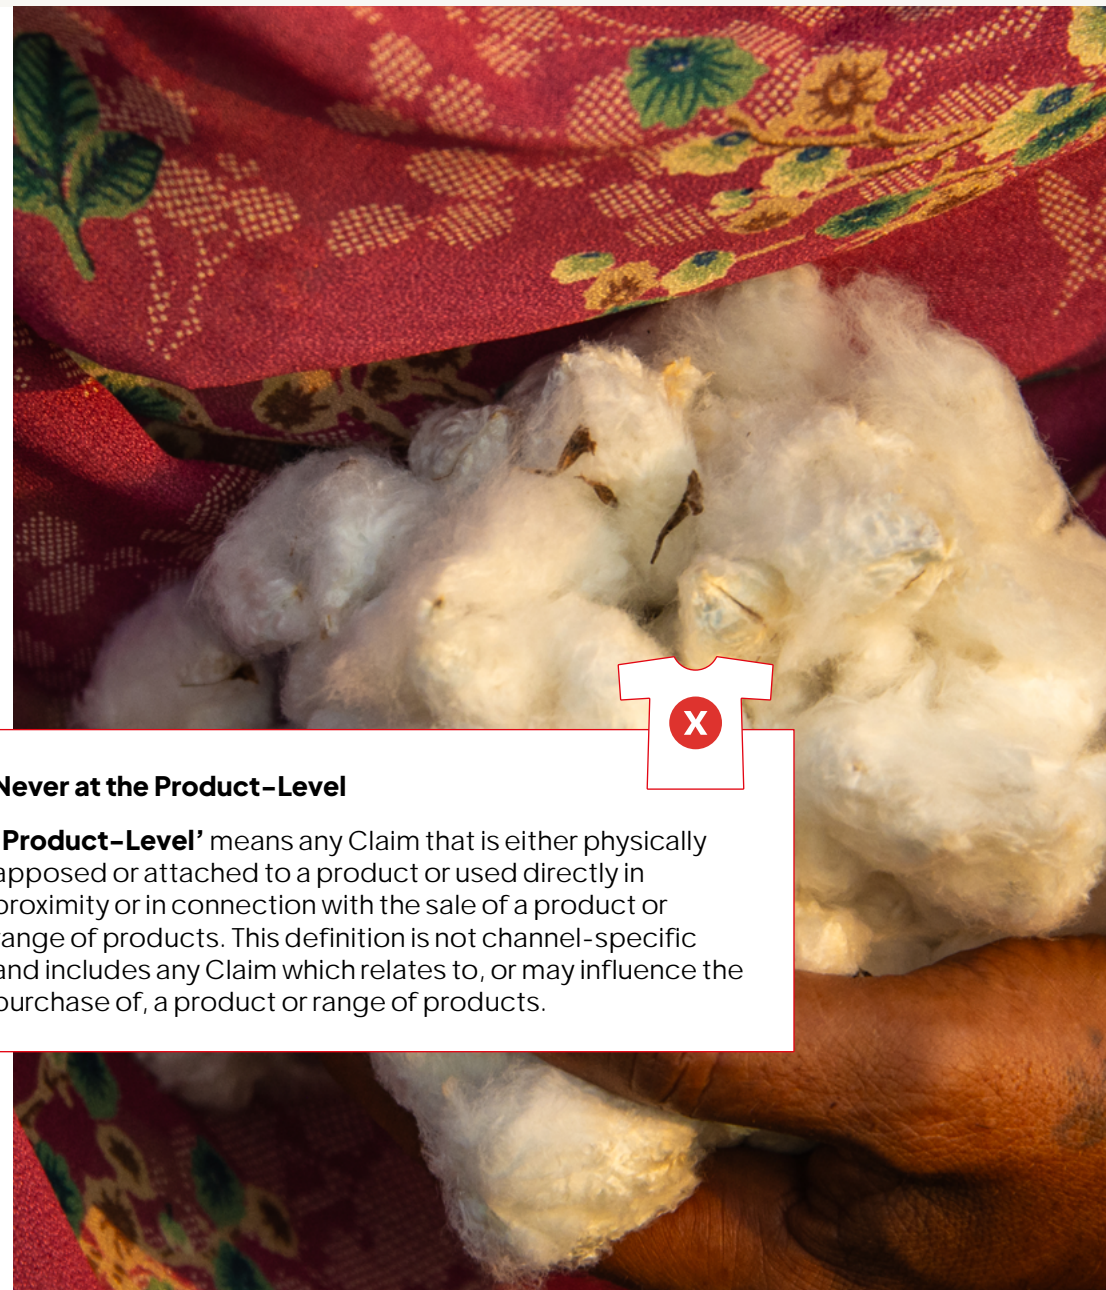 X
Never at the Product-Level
Product-Level’ means any Claim that is either physically
apposed or attached to a product or used directly in
proximity or in connection with the sale of a product or
range of products. This definition is not channel-specific
and includes any Claim which relates to, or may influence the
purchase of, a product or range of products.